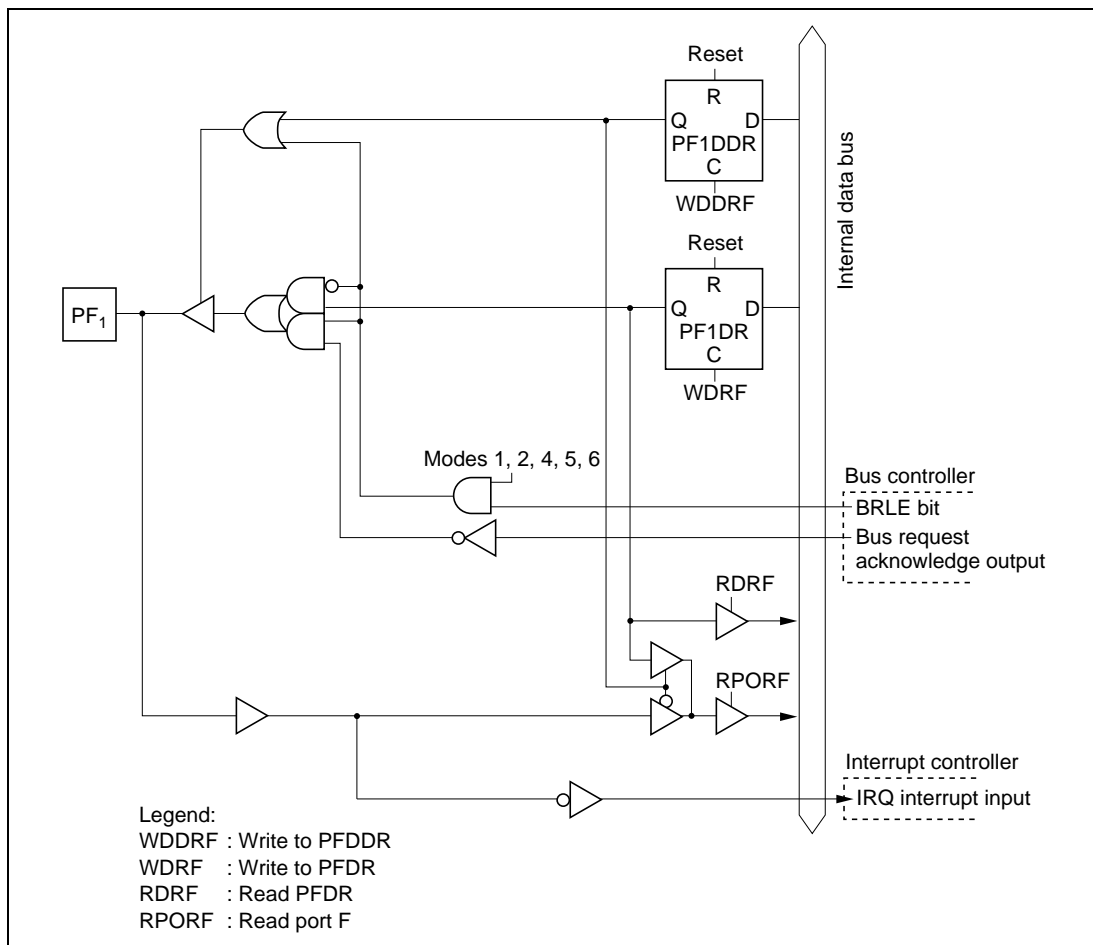 Reset
R
Q D
PF1DDR
C
WDDRF
Reset
R
Q D
PF1DR
C
WDRF
Internal data bus
PF1
Modes 1, 2, 4, 5, 6
Bus controller
BRLE bit
Bus request
acknowledge output
RDRF
RPORF
Interrupt controller
IRQ interrupt input
Legend:
WDDRF : Write to PFDDR
WDRF : Write to PFDR
RDRF : Read PFDR
RPORF : Read port F